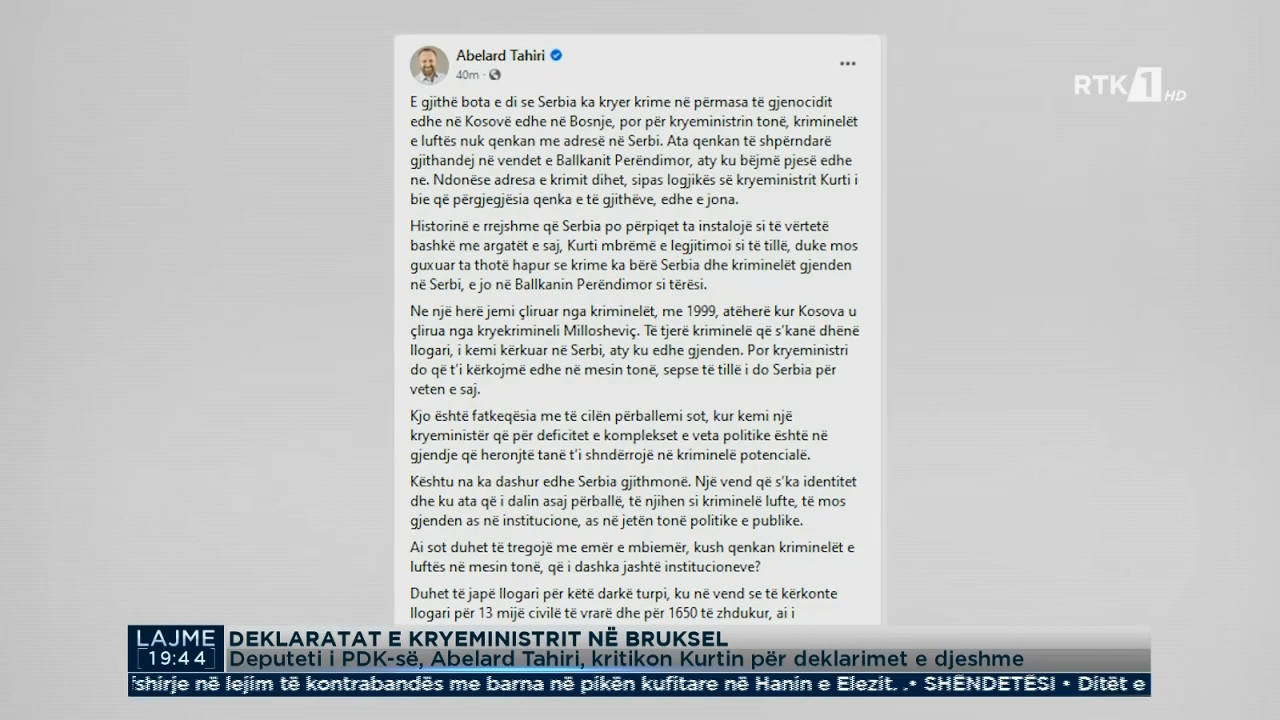 Abelard Tahiri
40m ·
RTK 1 HD
E gjithë bota e di se Serbia ka kryer krime në përmasa të gjenocidit
edhe në Kosovë edhe në Bosnje, por për kryeministrin tonë, kriminelët
e luftës nuk qenkan me adresë në Serbi. Ata qenkan të shpërndarë
gjithandej në vendet e Ballkanit Perëndimor, aty ku bëjmë pjesë edhe
ne. Ndonëse adresa e krimit dihet, sipas logjikës së kryeministrit Kurti i
bie që përgjegjësia qenka e të gjithëve, edhe e jona.
Historinë e rrejshme që Serbia po përpiqet ta instalojë si të vërtetë
bashkë me argatët e saj, Kurti mbrëmë e legjitimoi si të tillë, duke mos
guxuar ta thotë hapur se krime ka bërë Serbia dhe kriminelët gjenden
në Serbi, e jo në Ballkanin Perëndimor si tërësi.
Ne një herë jemi çliruar nga kriminelët, me 1999, atëherë kur Kosova u
çlirua nga kryekrimineli Millosheviç. Të tjerë kriminelë që s'kanë dhënë
llogari, i kemi kërkuar në Serbi, aty ku edhe gjenden. Por kryeministri
do që t'i kërkojmë edhe në mesin tonë, sepse të tillë i do Serbia për
veten e saj.
Kjo është fatkeqësia me të cilën përballemi sot, kur kemi një
kryeministër që për deficitet e komplekset e veta politike është në
gjendje që heronjtë tanë t'i shndërrojë në kriminelë potencialë.
Kështu na ka dashur edhe Serbia gjithmonë. Një vend që s'ka identitet
dhe ku ata që i dalin asaj përballë, të njihen si kriminelë lufte, të mos
gjenden as në institucione, as në jetën tonë politike e publike.
Ai sot duhet të tregojë me emër e mbiemër, kush qenkan kriminelët e
luftës në mesin tonë, që i dashka jashtë institucioneve?
Duhet të japë llogari për këtë darkë turpi, ku në vend se të kërkonte
llogari për 13 mijë civilë të vrarë dhe për 1650 të zhdukur, ai i
LAJME
19:44
DEKLARATAT E KRYEMINISTRIT NË BRUKSEL
Deputeti i PDK-së, Abelard Tahiri, kritikon Kurtin për deklarimet e djeshme
shirje në lejim të kontrabandës me barna në pikën kufitare në Hanin e Elezit. .• SHËNDETËSI • Ditët e